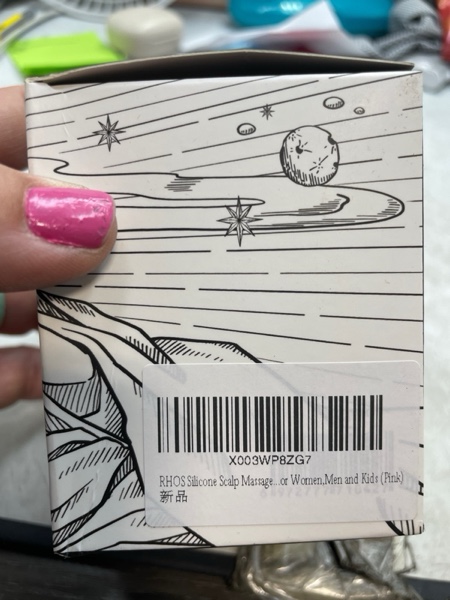 X003WP8ZG7
RHOS Silicone Scalp Massage...or Women,Men and Kids (Pink)
新品